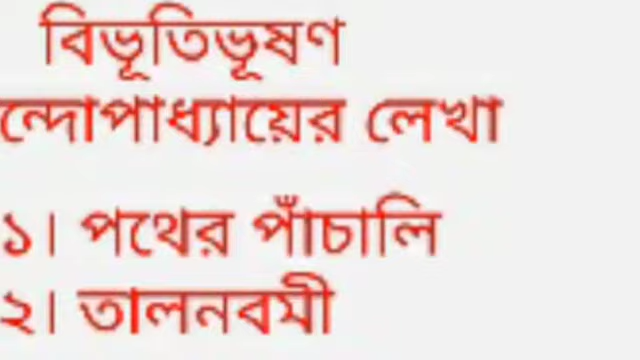 বিভূতিভূষণ
ন্দোপাধ্যায়ের লেখা
১। পথের পাঁচালি
২। তালনবমী